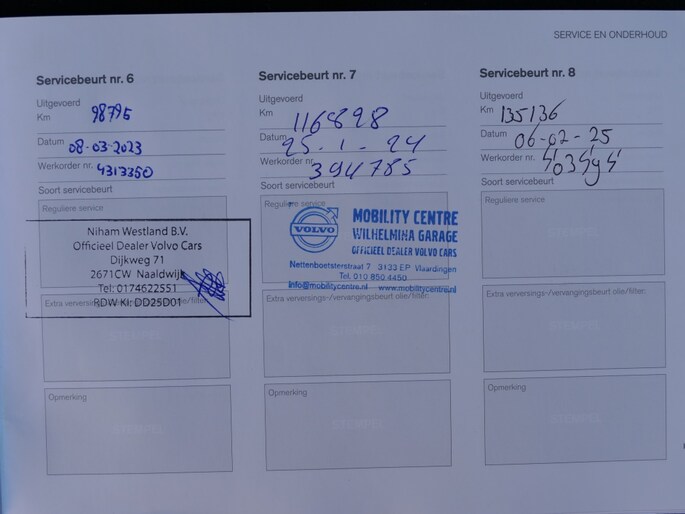 SERVICE EN ONDERHOUD
Servicebeurt nr. 6
Uitgevoerd
Km 98795
Datum 08-03-2023
Werkorder nr. 4313350
Soort servicebeurt
Reguliere service
Niham Westland B.V.
Officieel Dealer Volvo Cars
Dijkweg 71
2671CW Naaldwijk
Tel: 0174622551
Extra verversings-/vervangingsbeurt olie/filter:
RDW Kl: DD25D01
Opmerking
Servicebeurt nr. 7
Uitgevoerd
Km 116898
Datum 25-1-24
Werkorder nr. 394785
Soort servicebeurt
Reguliere service
VOLVO
MOBILITY CENTRE
WILHELMINA GARAGE
OFFICIEEL DEALER VOLVO CARS
Nettenboetsterstraat 7 3133 EP Vlaardingen
Tel. 010 850 4450
info@mobilitycentre.nl www.mobilitycentre.nl
Extra verversings-/vervangingsbeurt olie/filter:
Opmerking
Servicebeurt nr. 8
Uitgevoerd
Km 135136
Datum 06-02-25
Werkorder nr.
Soort servicebeurt
Reguliere service
Extra verversings-/vervangingsbeurt olie/filter:
Opmerking